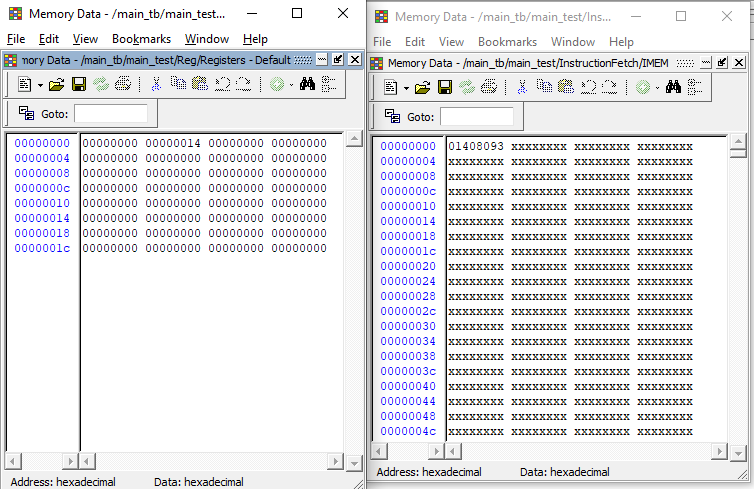 Memory Data - /main_tb/main_test...
File Edit View Bookmarks Window Help
mory Data - /main_tb/main_test/Reg/Registers - Default
Goto:
00000000 00000000 00000014 00000000 00000000
00000004 00000000 00000000 00000000 00000000
00000008 00000000 00000000 00000000 00000000
0000000c 00000000 00000000 00000000 00000000
00000010 00000000 00000000 00000000 00000000
00000014 00000000 00000000 00000000 00000000
00000018 00000000 00000000 00000000 00000000
0000001c 00000000 00000000 00000000 00000000
Address: hexadecimal Data: hexadecimal
Memory Data - /main_tb/main_test/Ins...
File Edit View Bookmarks Window Help
Memory Data - /main_tb/main_test/InstructionFetch/IMEM
Goto:
00000000 01408093 xxxxxxxx xxxxxxxx xxxxxxxx
00000004 xxxxxxxx xxxxxxxx xxxxxxxx xxxxxxxx
00000008 xxxxxxxx xxxxxxxx xxxxxxxx xxxxxxxx
0000000c xxxxxxxx xxxxxxxx xxxxxxxx xxxxxxxx
00000010 xxxxxxxx xxxxxxxx xxxxxxxx xxxxxxxx
00000014 xxxxxxxx xxxxxxxx xxxxxxxx xxxxxxxx
00000018 xxxxxxxx xxxxxxxx xxxxxxxx xxxxxxxx
0000001c xxxxxxxx xxxxxxxx xxxxxxxx xxxxxxxx
00000020 xxxxxxxx xxxxxxxx xxxxxxxx xxxxxxxx
00000024 xxxxxxxx xxxxxxxx xxxxxxxx xxxxxxxx
00000028 xxxxxxxx xxxxxxxx xxxxxxxx xxxxxxxx
0000002c xxxxxxxx xxxxxxxx xxxxxxxx xxxxxxxx
00000030 xxxxxxxx xxxxxxxx xxxxxxxx xxxxxxxx
00000034 xxxxxxxx xxxxxxxx xxxxxxxx xxxxxxxx
00000038 xxxxxxxx xxxxxxxx xxxxxxxx xxxxxxxx
0000003c xxxxxxxx xxxxxxxx xxxxxxxx xxxxxxxx
00000040 xxxxxxxx xxxxxxxx xxxxxxxx xxxxxxxx
00000044 xxxxxxxx xxxxxxxx xxxxxxxx xxxxxxxx
00000048 xxxxxxxx xxxxxxxx xxxxxxxx xxxxxxxx
0000004c xxxxxxxx xxxxxxxx xxxxxxxx xxxxxxxx
Address: hexadecimal Data: hexadecimal